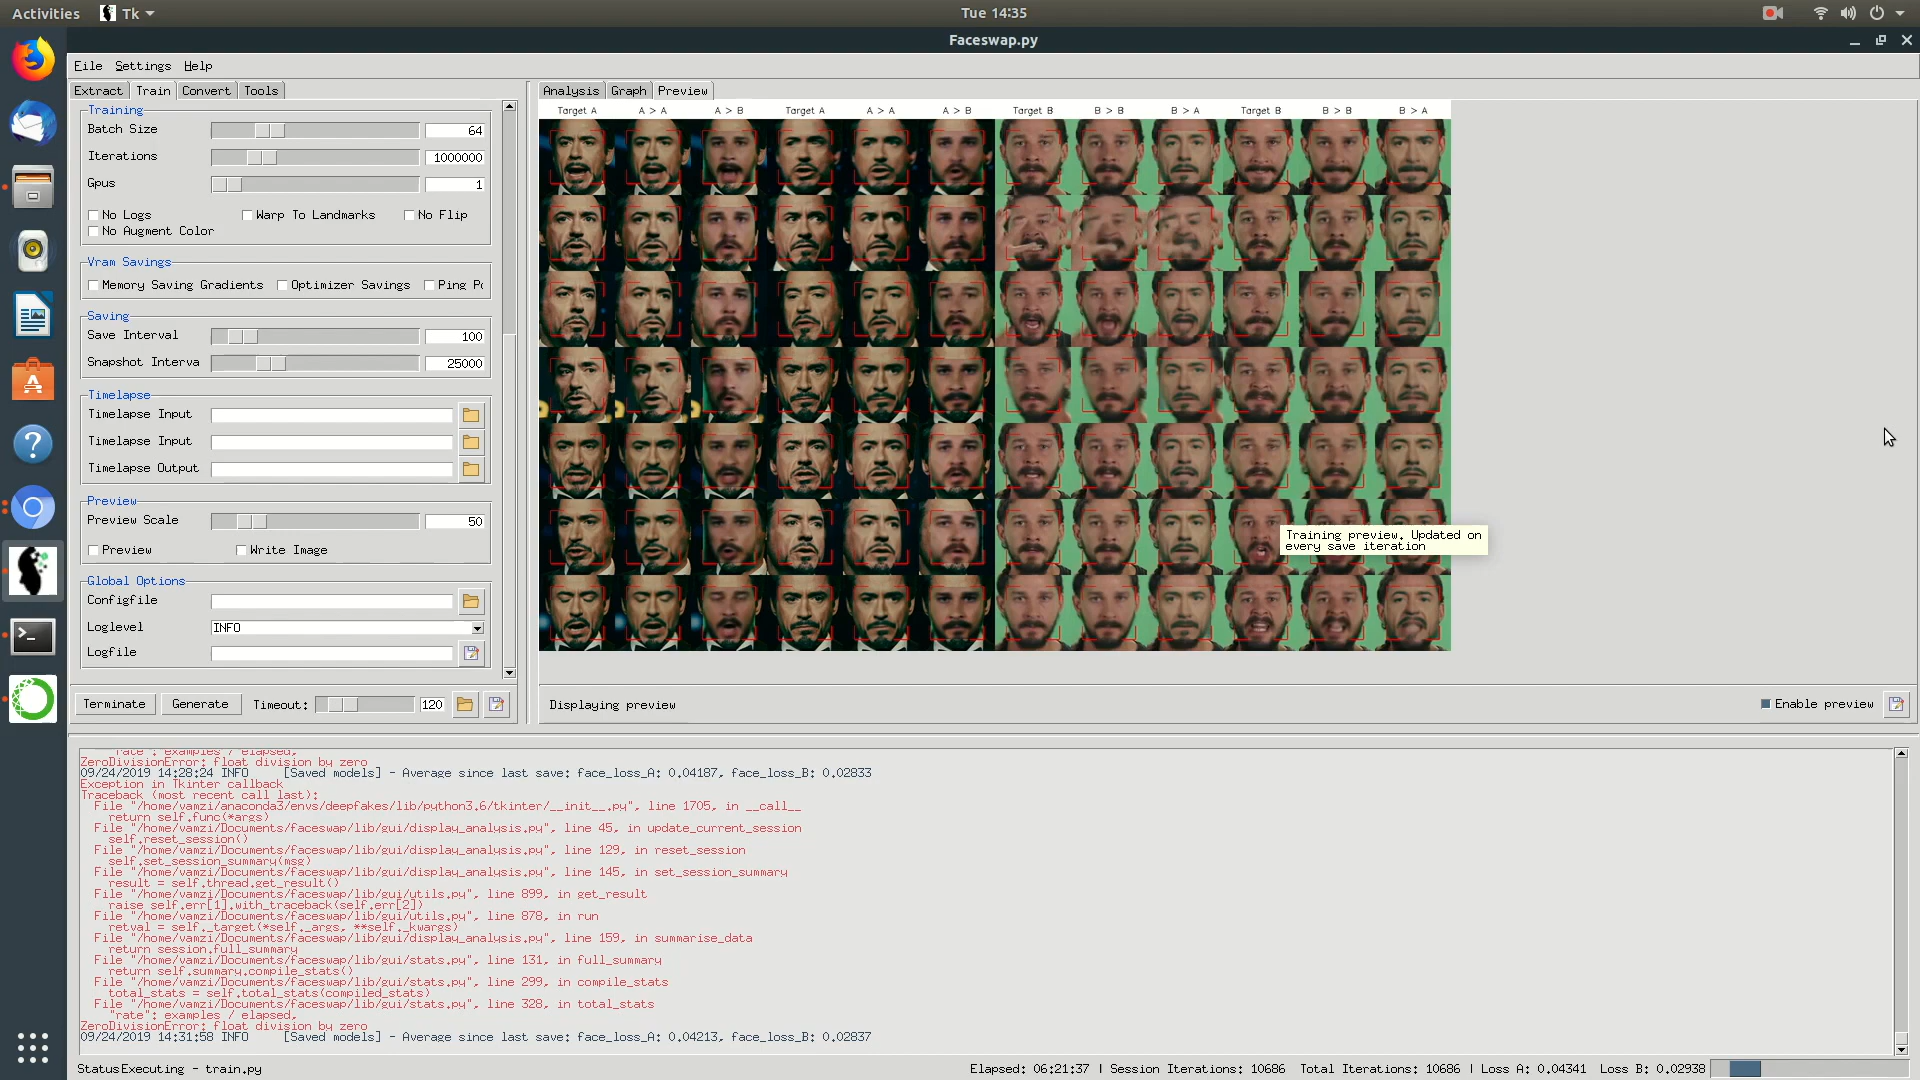 Activities Tk Tue 14:35
Faceswap.py
File Settings Help
Extract Train Convert Tools
Analysis Graph Preview
Training
Target A A > A A > B Target A A > A A > B Target B B > B B > A Target B B > B B > A
Batch Size 64
Iterations 1000000
Gpus 1
No Logs Warp To Landmarks No Flip
No Augment Color
Vram Savings
Memory Saving Gradients Optimizer Savings Ping Po
Saving
Save Interval 100
Snapshot Interva 25000
Timelapse
Timelapse Input
Timelapse Input
Timelapse Output
Preview
Preview Scale 50
Preview Write Image
Training preview. Updated on
every save iteration
Global Options
Configfile
Loglevel INFO
Logfile
Terminate Generate Timeout: 120
Displaying preview Enable preview
"rate": examples / elapsed,
ZeroDivisionError: float division by zero
09/24/2019 14:28:24 INFO [Saved models] - Average since last save: face_loss_A: 0.04187, face_loss_B: 0.02833
Exception in Tkinter callback
Traceback (most recent call last):
File "/home/vamzi/anaconda3/envs/deepfakes/lib/python3.6/tkinter/__init__.py", line 1705, in __call__
return self.func(*args)
File "/home/vamzi/Documents/faceswap/lib/gui/display_analysis.py", line 45, in update_current_session
self.reset_session()
File "/home/vamzi/Documents/faceswap/lib/gui/display_analysis.py", line 129, in reset_session
self.set_session_summary(msg)
File "/home/vamzi/Documents/faceswap/lib/gui/display_analysis.py", line 145, in set_session_summary
result = self.thread.get_result()
File "/home/vamzi/Documents/faceswap/lib/gui/utils.py", line 899, in get_result
raise self.err[1].with_traceback(self.err[2])
File "/home/vamzi/Documents/faceswap/lib/gui/utils.py", line 878, in run
retval = self._target(*self._args, **self._kwargs)
File "/home/vamzi/Documents/faceswap/lib/gui/display_analysis.py", line 159, in summarise_data
return session.full_summary
File "/home/vamzi/Documents/faceswap/lib/gui/stats.py", line 131, in full_summary
return self.summary.compile_stats()
File "/home/vamzi/Documents/faceswap/lib/gui/stats.py", line 299, in compile_stats
total_stats = self.total_stats(compiled_stats)
File "/home/vamzi/Documents/faceswap/lib/gui/stats.py", line 328, in total_stats
"rate": examples / elapsed,
ZeroDivisionError: float division by zero
09/24/2019 14:31:58 INFO [Saved models] - Average since last save: face_loss_A: 0.04213, face_loss_B: 0.02837
Status Executing - train.py Elapsed: 06:21:37 | Session Iterations: 10686 Total Iterations: 10686 | Loss A: 0.04341 Loss B: 0.02938